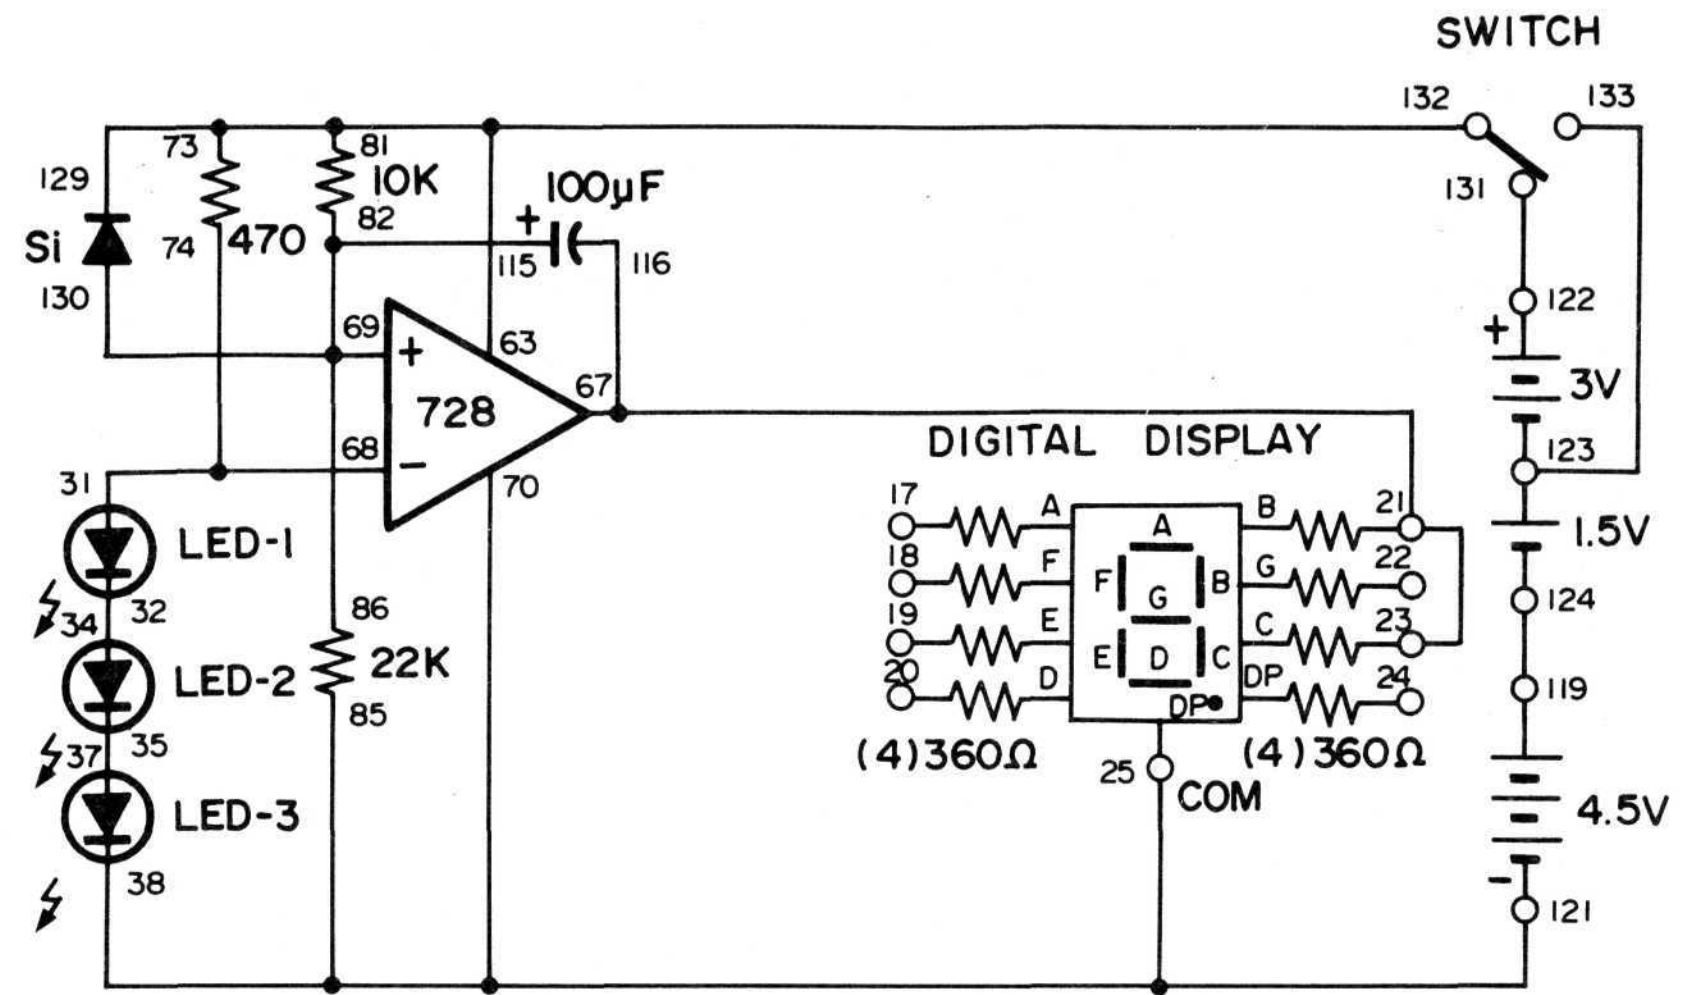 SWITCH
132
133
73
81
129
10K
100µF
131
82
+
Si
74
470
115
116
130
122
69
63
+
+
3V
67
728
68
DIGITAL DISPLAY
123
−
31
70
17
A
B
21
A
1.5V
LED-1
18
F
F
B
G
22
G
32
86
124
34
19
E
C
23
E
D
C
LED-2
22K
20
D
DP
24
119
DP
35
85
37
(4)360Ω
(4)360Ω
25
COM
LED-3
4.5V
38
−
121